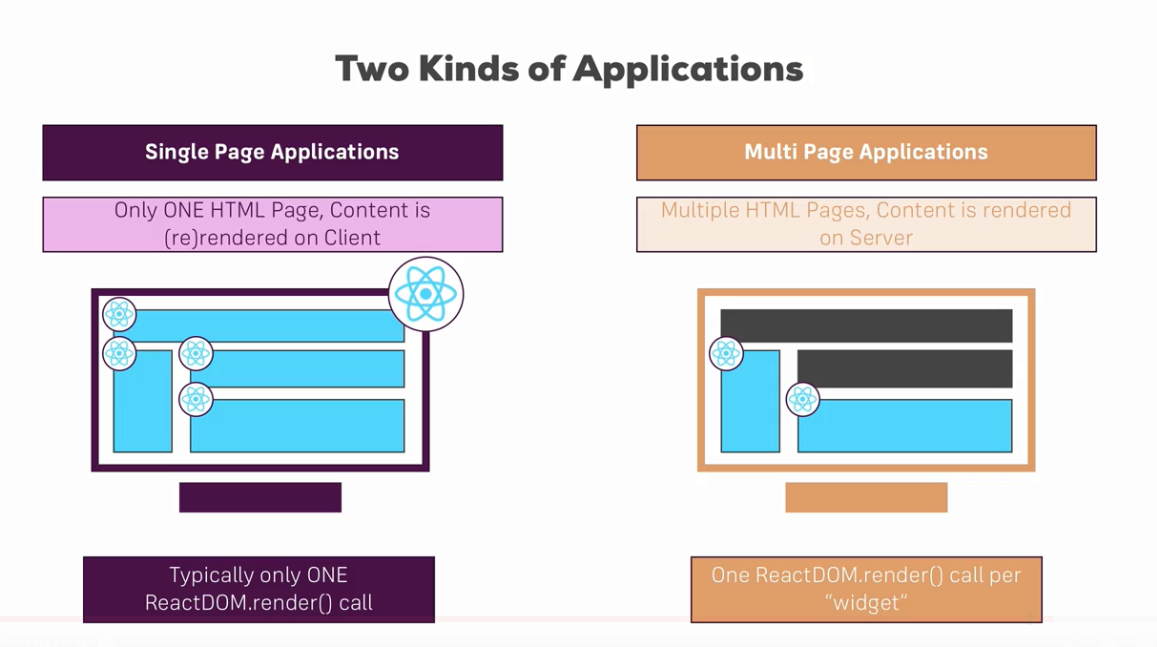 Two Kinds of Applications
Single Page Applications
Multi Page Applications
Only ONE HTML Page, Content is
(re)rendered on Client
Multiple HTML Pages, Content is rendered
on Server
Typically only ONE
ReactDOM.render() call
One ReactDOM.render() call per
“widget“